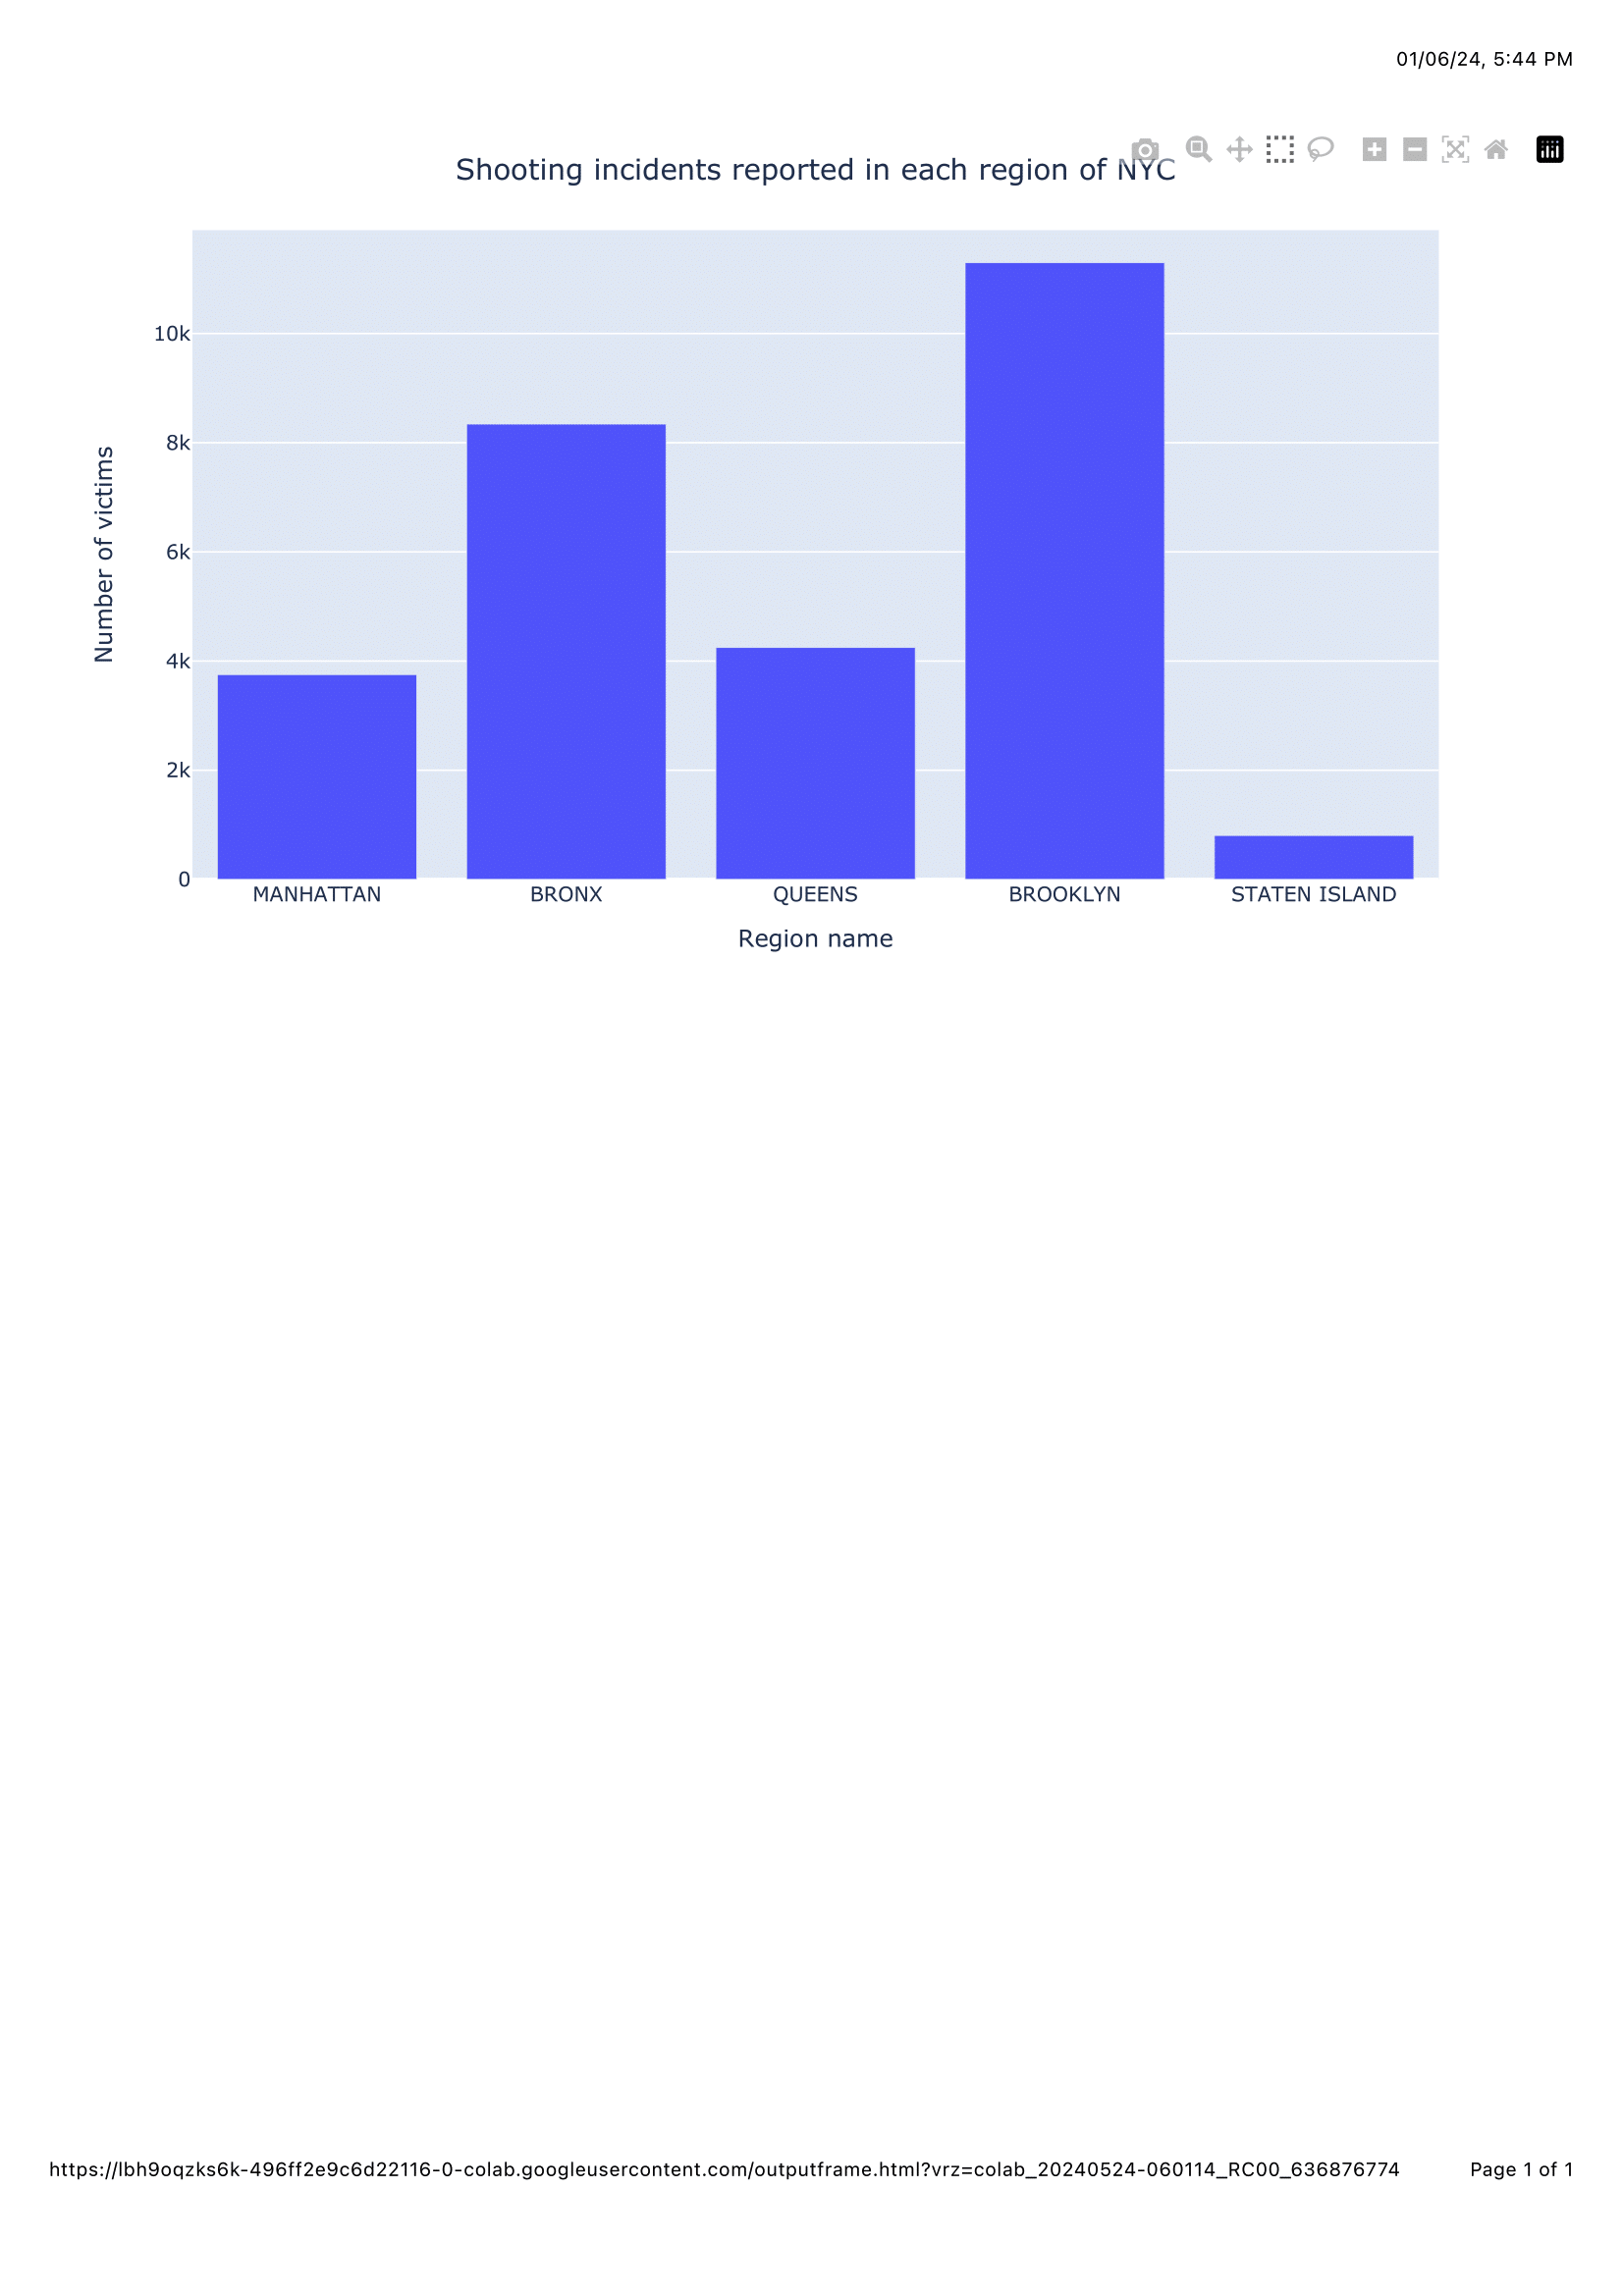 01/06/24, 5:44 PM
Shooting incidents reported in each region of NYC
10k
8k
6k
4k
2k
0
Number of victims
MANHATTAN BRONX QUEENS BROOKLYN STATEN ISLAND
Region name
https://lbh9oqzks6k-496ff2e9c6d22116-0-colab.googleusercontent.com/outputframe.html?vrz=colab_20240524-060114_RC00_636876774 Page 1 of 1